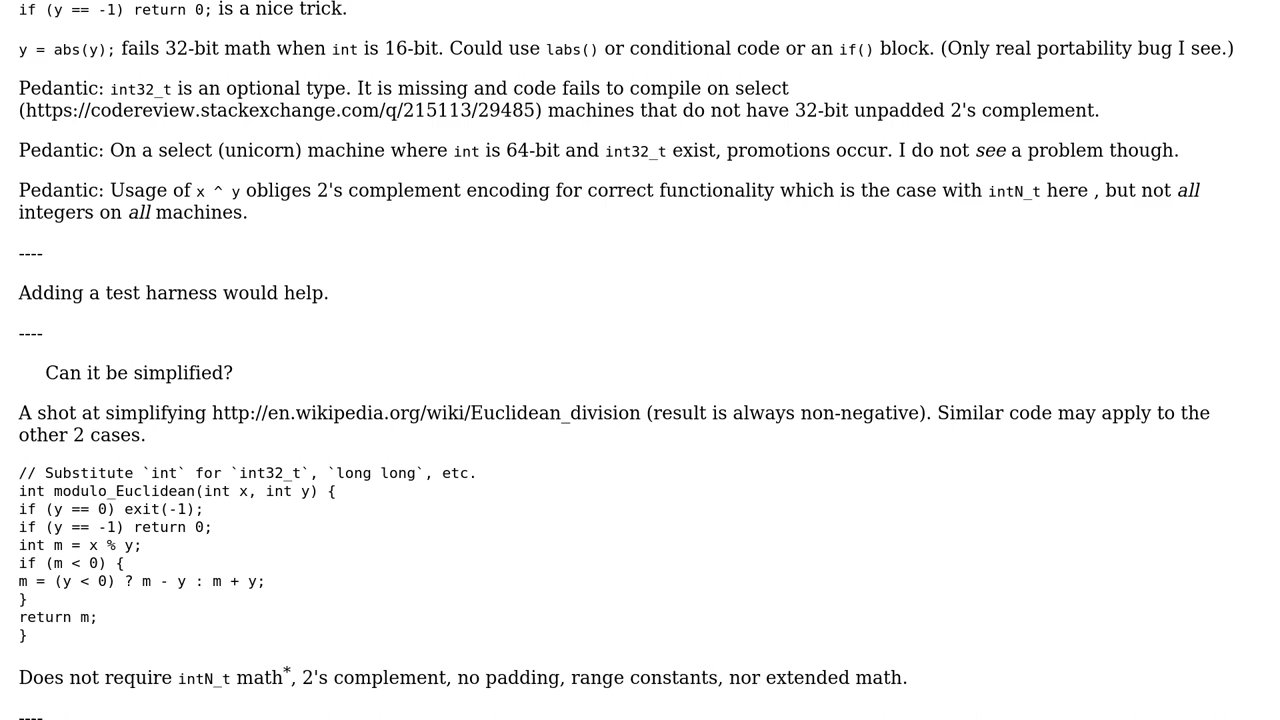 if (y == -1) return 0; is a nice trick.
y = abs(y); fails 32-bit math when int is 16-bit. Could use labs() or conditional code or an if() block. (Only real portability bug I see.)
Pedantic: int32_t is an optional type. It is missing and code fails to compile on select
(https://codereview.stackexchange.com/q/215113/29485) machines that do not have 32-bit unpadded 2's complement.
Pedantic: On a select (unicorn) machine where int is 64-bit and int32_t exist, promotions occur. I do not see a problem though.
Pedantic: Usage of x ^ y obliges 2's complement encoding for correct functionality which is the case with intN_t here , but not all
integers on all machines.
----
Adding a test harness would help.
----
Can it be simplified?
A shot at simplifying http://en.wikipedia.org/wiki/Euclidean_division (result is always non-negative). Similar code may apply to the
other 2 cases.
// Substitute `int` for `int32_t`, `long long`, etc.
int modulo_Euclidean(int x, int y) {
if (y == 0) exit(-1);
if (y == -1) return 0;
int m = x % y;
if (m < 0) {
m = (y < 0) ? m - y : m + y;
}
return m;
}
Does not require intN_t math*, 2's complement, no padding, range constants, nor extended math.
----